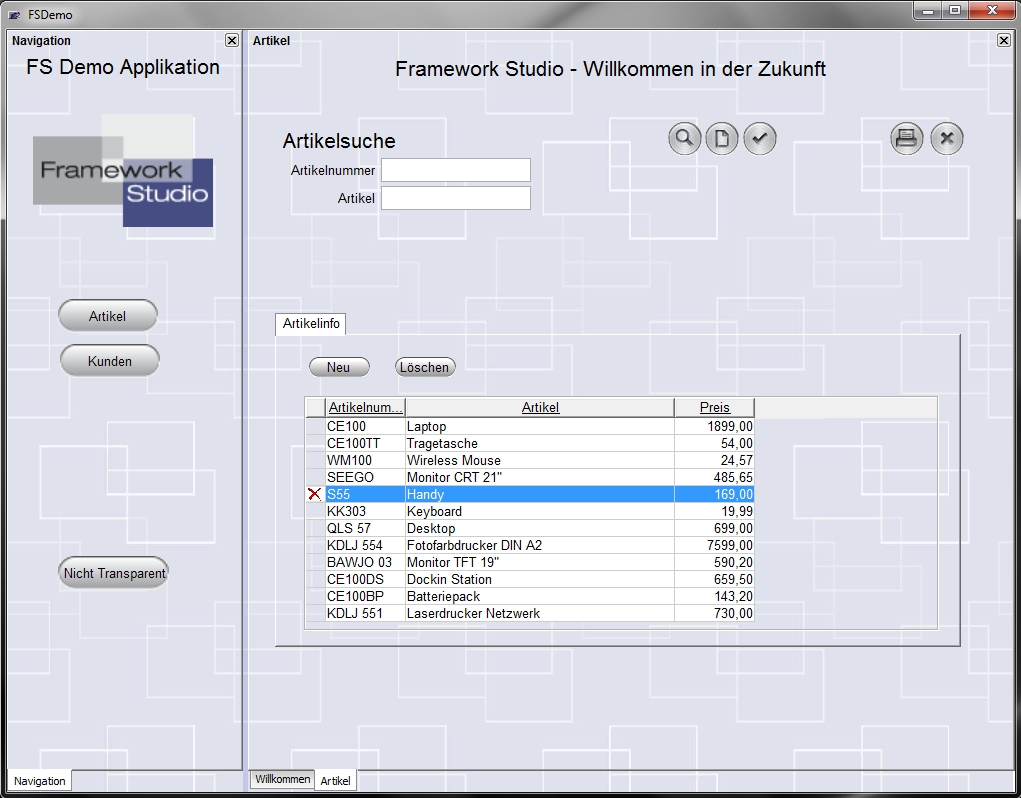 FSDemo
Navigation
FS Demo Applikation
Framework
Studio
Artikel
Kunden
Nicht Transparent
Navigation
Artikel
Framework Studio - Willkommen in der Zukunft
Artikelsuche
Artikelnummer
Artikel
Artikelinfo
Neu Löschen
Artikelnum... Artikel Preis
CE100 Laptop 1899,00
CE100TT Tragetasche 54,00
WM100 Wireless Mouse 24,57
SEEGO Monitor CRT 21" 485,65
S55 Handy 169,00
KK303 Keyboard 19,99
QLS 57 Desktop 699,00
KDLJ 554 Fotofarbdrucker DIN A2 7599,00
BAWJO 03 Monitor TFT 19" 590,20
CE100DS Dockin Station 659,50
CE100BP Batteriepack 143,20
KDLJ 551 Laserdrucker Netzwerk 730,00
Willkommen Artikel